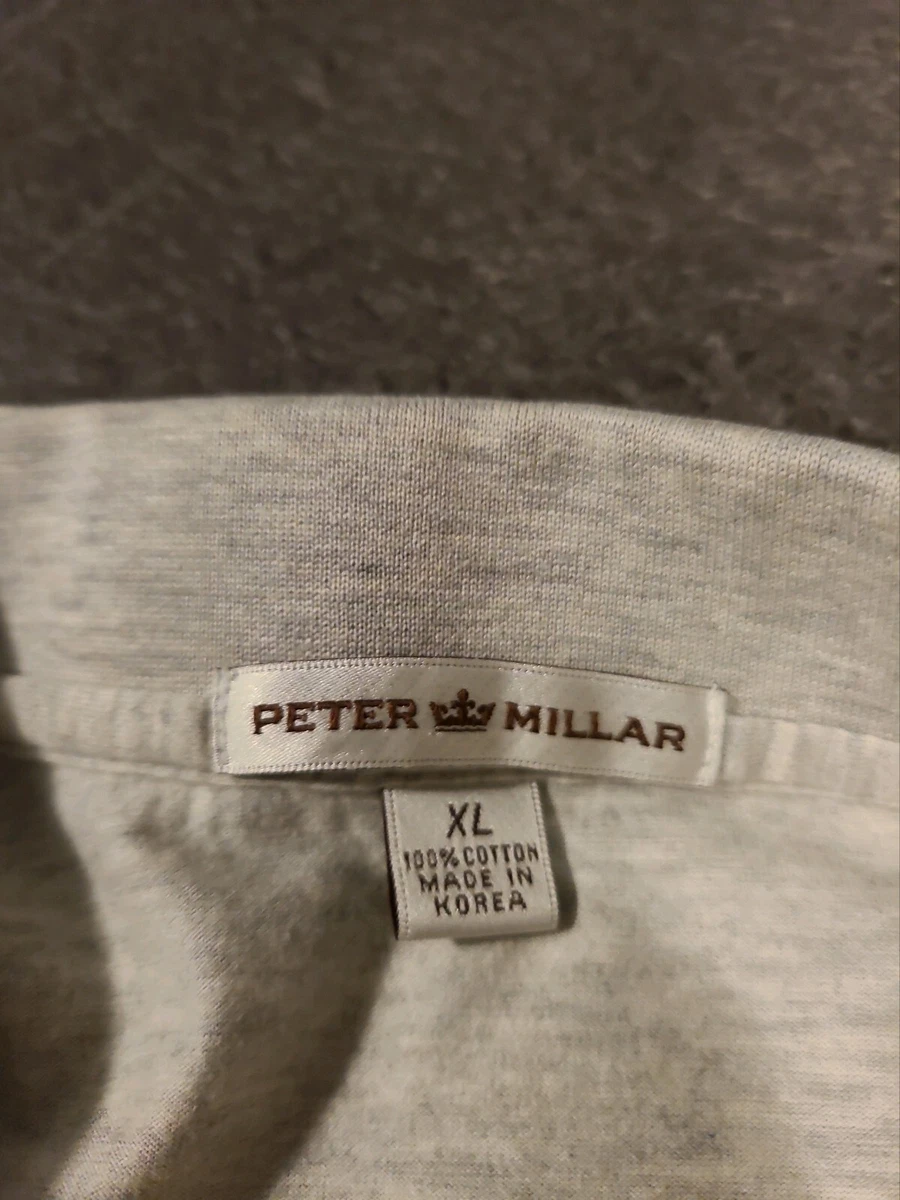 PETER MILLAR
XL
100% COTTON
MADE IN
KOREA